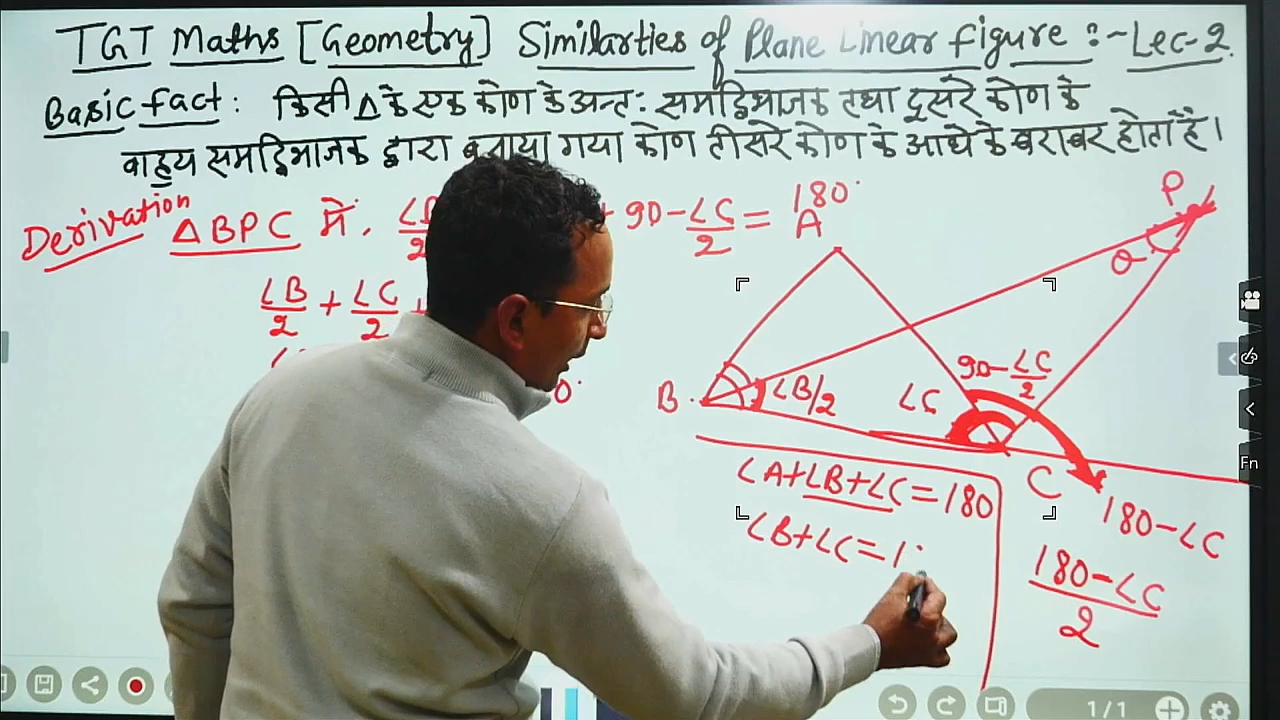 TGT Maths [Geometry] Similarties of Plane Linear figure :- Lec-2.
Basic fact : किसी Δ के एक कोण के अन्तः समद्विभाजक तथा दूसरे कोण के
वाह्य समद्विभाजक द्वारा बनाया गया कोण तीसरे कोण के आधे के बराबर होता है।
Derivation
Δ BPC में,
+ 90 - ∠C/2 = 180°
∠B/2 + ∠C/2 +
A
P
θ
B
∠B/2
∠C
90 - ∠C/2
C
180 - ∠C
∠A + ∠B + ∠C = 180
∠B + ∠C = 1
180 - ∠C
2
Fn
1/1